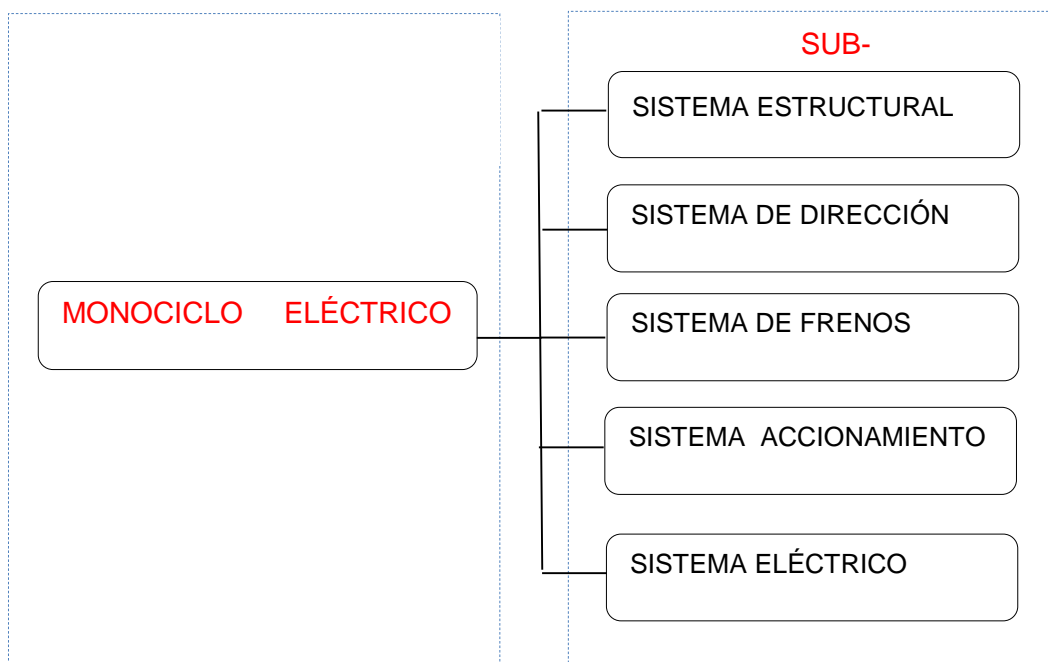 SUB-
SISTEMA ESTRUCTURAL
SISTEMA DE DIRECCIÓN
MONOCICLO ELÉCTRICO
SISTEMA DE FRENOS
SISTEMA ACCIONAMIENTO
SISTEMA ELÉCTRICO